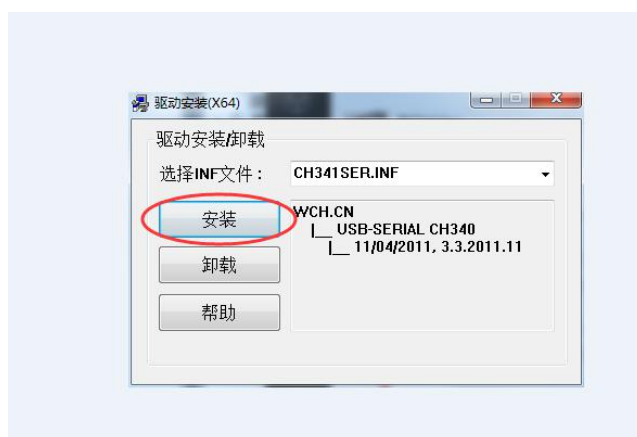 驱动安装(X64)
驱动安装/卸载
选择INF文件： CH341SER.INF
安装
WCH.CN
|__ USB-SERIAL CH340
|__ 11/04/2011, 3.3.2011.11
卸载
帮助